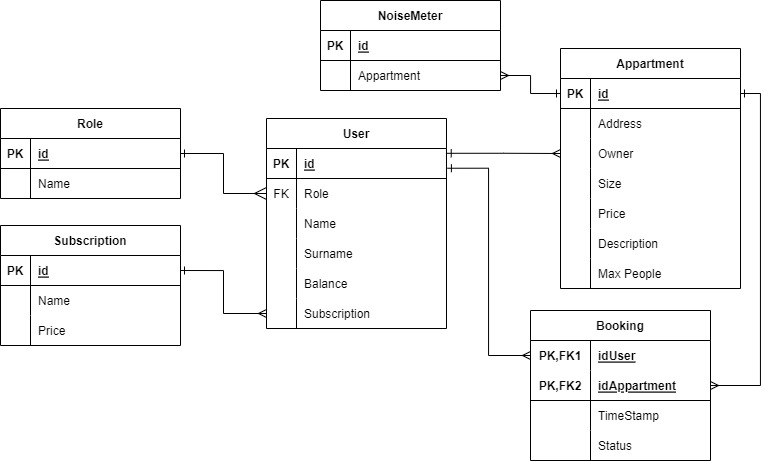 NoiseMeter
PK id
Appartment
Appartment
PK id
Address
Owner
Size
Price
Description
Max People
Role
PK id
Name
User
PK id
FK Role
Name
Surname
Balance
Subscription
Subscription
PK id
Name
Price
Booking
PK,FK1 idUser
PK,FK2 idAppartment
TimeStamp
Status